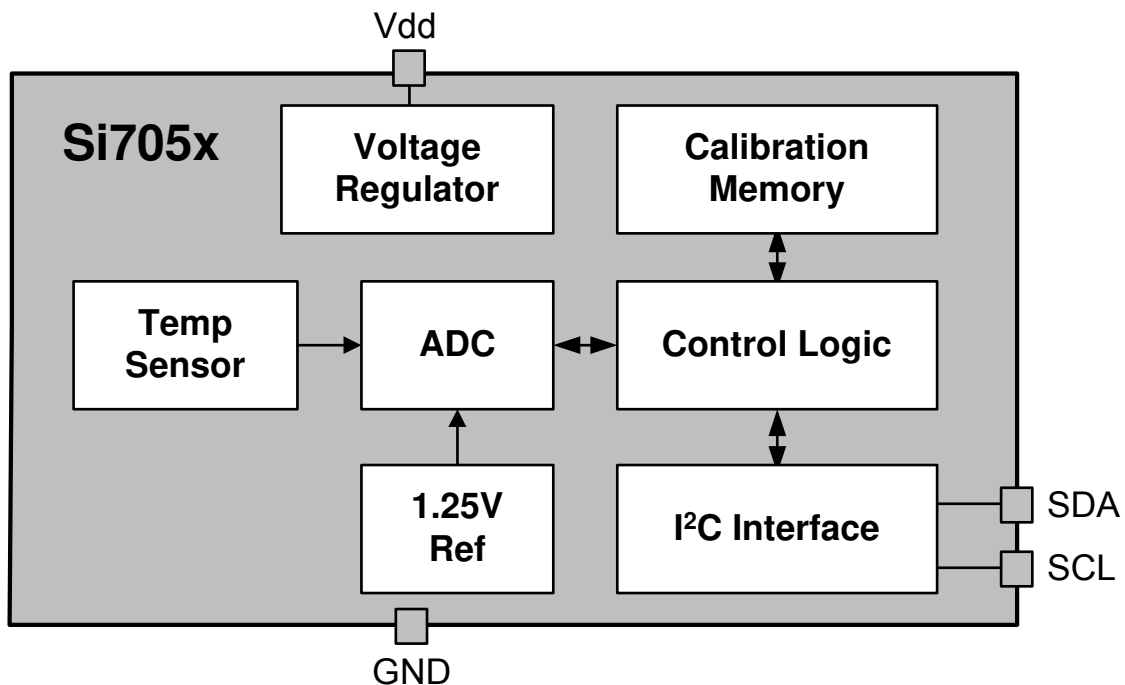 Vdd
Si705x
Voltage
Regulator
Calibration
Memory
Temp
Sensor
ADC
Control Logic
1.25V
Ref
I²C Interface
SDA
SCL
GND